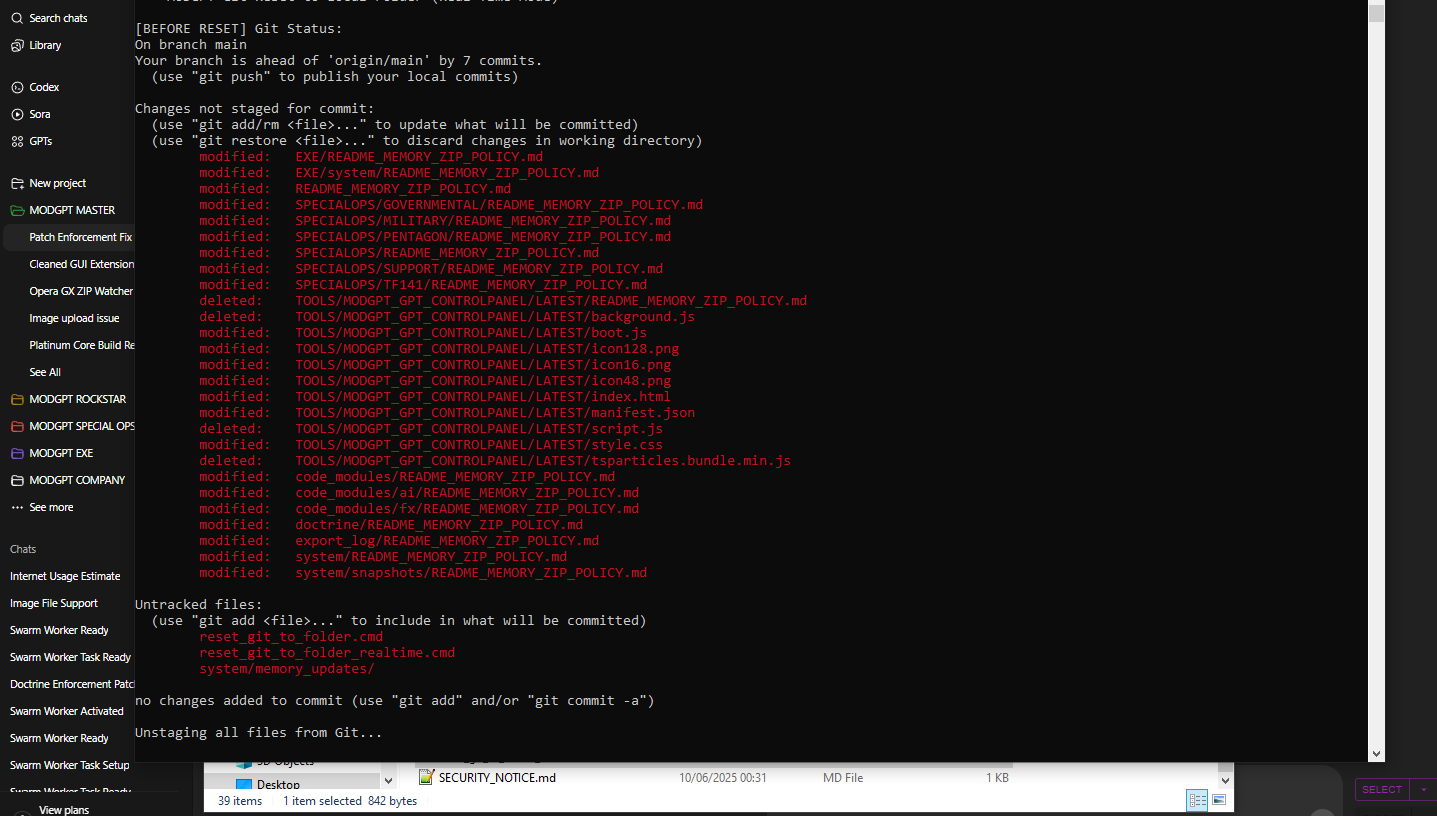 Search chats
Library
Codex
Sora
GPTs
New project
MODGPT MASTER
Patch Enforcement Fix
Cleaned GUI Extension
Opera GX ZIP Watcher
Image upload issue
Platinum Core Build Re
See All
MODGPT ROCKSTAR
MODGPT SPECIAL OPS
MODGPT EXE
MODGPT COMPANY
See more
Chats
Internet Usage Estimate
Image File Support
Swarm Worker Ready
Swarm Worker Task Ready
Doctrine Enforcement Patc
Swarm Worker Activated
Swarm Worker Ready
Swarm Worker Task Setup
Swarm Worker Task Ready
View plans
[BEFORE RESET] Git Status:
On branch main
Your branch is ahead of 'origin/main' by 7 commits.
(use "git push" to publish your local commits)
Changes not staged for commit:
(use "git add/rm <file>..." to update what will be committed)
(use "git restore <file>..." to discard changes in working directory)
modified: EXE/README_MEMORY_ZIP_POLICY.md
modified: EXE/system/README_MEMORY_ZIP_POLICY.md
modified: README_MEMORY_ZIP_POLICY.md
modified: SPECIALOPS/GOVERNMENTAL/README_MEMORY_ZIP_POLICY.md
modified: SPECIALOPS/MILITARY/README_MEMORY_ZIP_POLICY.md
modified: SPECIALOPS/PENTAGON/README_MEMORY_ZIP_POLICY.md
modified: SPECIALOPS/README_MEMORY_ZIP_POLICY.md
modified: SPECIALOPS/SUPPORT/README_MEMORY_ZIP_POLICY.md
modified: SPECIALOPS/TF141/README_MEMORY_ZIP_POLICY.md
deleted: TOOLS/MODGPT_GPT_CONTROLPANEL/LATEST/README_MEMORY_ZIP_POLICY.md
deleted: TOOLS/MODGPT_GPT_CONTROLPANEL/LATEST/background.js
modified: TOOLS/MODGPT_GPT_CONTROLPANEL/LATEST/boot.js
modified: TOOLS/MODGPT_GPT_CONTROLPANEL/LATEST/icon128.png
modified: TOOLS/MODGPT_GPT_CONTROLPANEL/LATEST/icon16.png
modified: TOOLS/MODGPT_GPT_CONTROLPANEL/LATEST/icon48.png
modified: TOOLS/MODGPT_GPT_CONTROLPANEL/LATEST/index.html
modified: TOOLS/MODGPT_GPT_CONTROLPANEL/LATEST/manifest.json
deleted: TOOLS/MODGPT_GPT_CONTROLPANEL/LATEST/script.js
modified: TOOLS/MODGPT_GPT_CONTROLPANEL/LATEST/style.css
deleted: TOOLS/MODGPT_GPT_CONTROLPANEL/LATEST/tsparticles.bundle.min.js
modified: code_modules/README_MEMORY_ZIP_POLICY.md
modified: code_modules/ai/README_MEMORY_ZIP_POLICY.md
modified: code_modules/fx/README_MEMORY_ZIP_POLICY.md
modified: doctrine/README_MEMORY_ZIP_POLICY.md
modified: export_log/README_MEMORY_ZIP_POLICY.md
modified: system/README_MEMORY_ZIP_POLICY.md
modified: system/snapshots/README_MEMORY_ZIP_POLICY.md
Untracked files:
(use "git add <file>..." to include in what will be committed)
reset_git_to_folder.cmd
reset_git_to_folder_realtime.cmd
system/memory_updates/
no changes added to commit (use "git add" and/or "git commit -a")
Unstaging all files from Git...
3D Objects
Desktop
SECURITY_NOTICE.md 10/06/2025 00:31 MD File 1 KB
39 items 1 item selected 842 bytes
SELECT